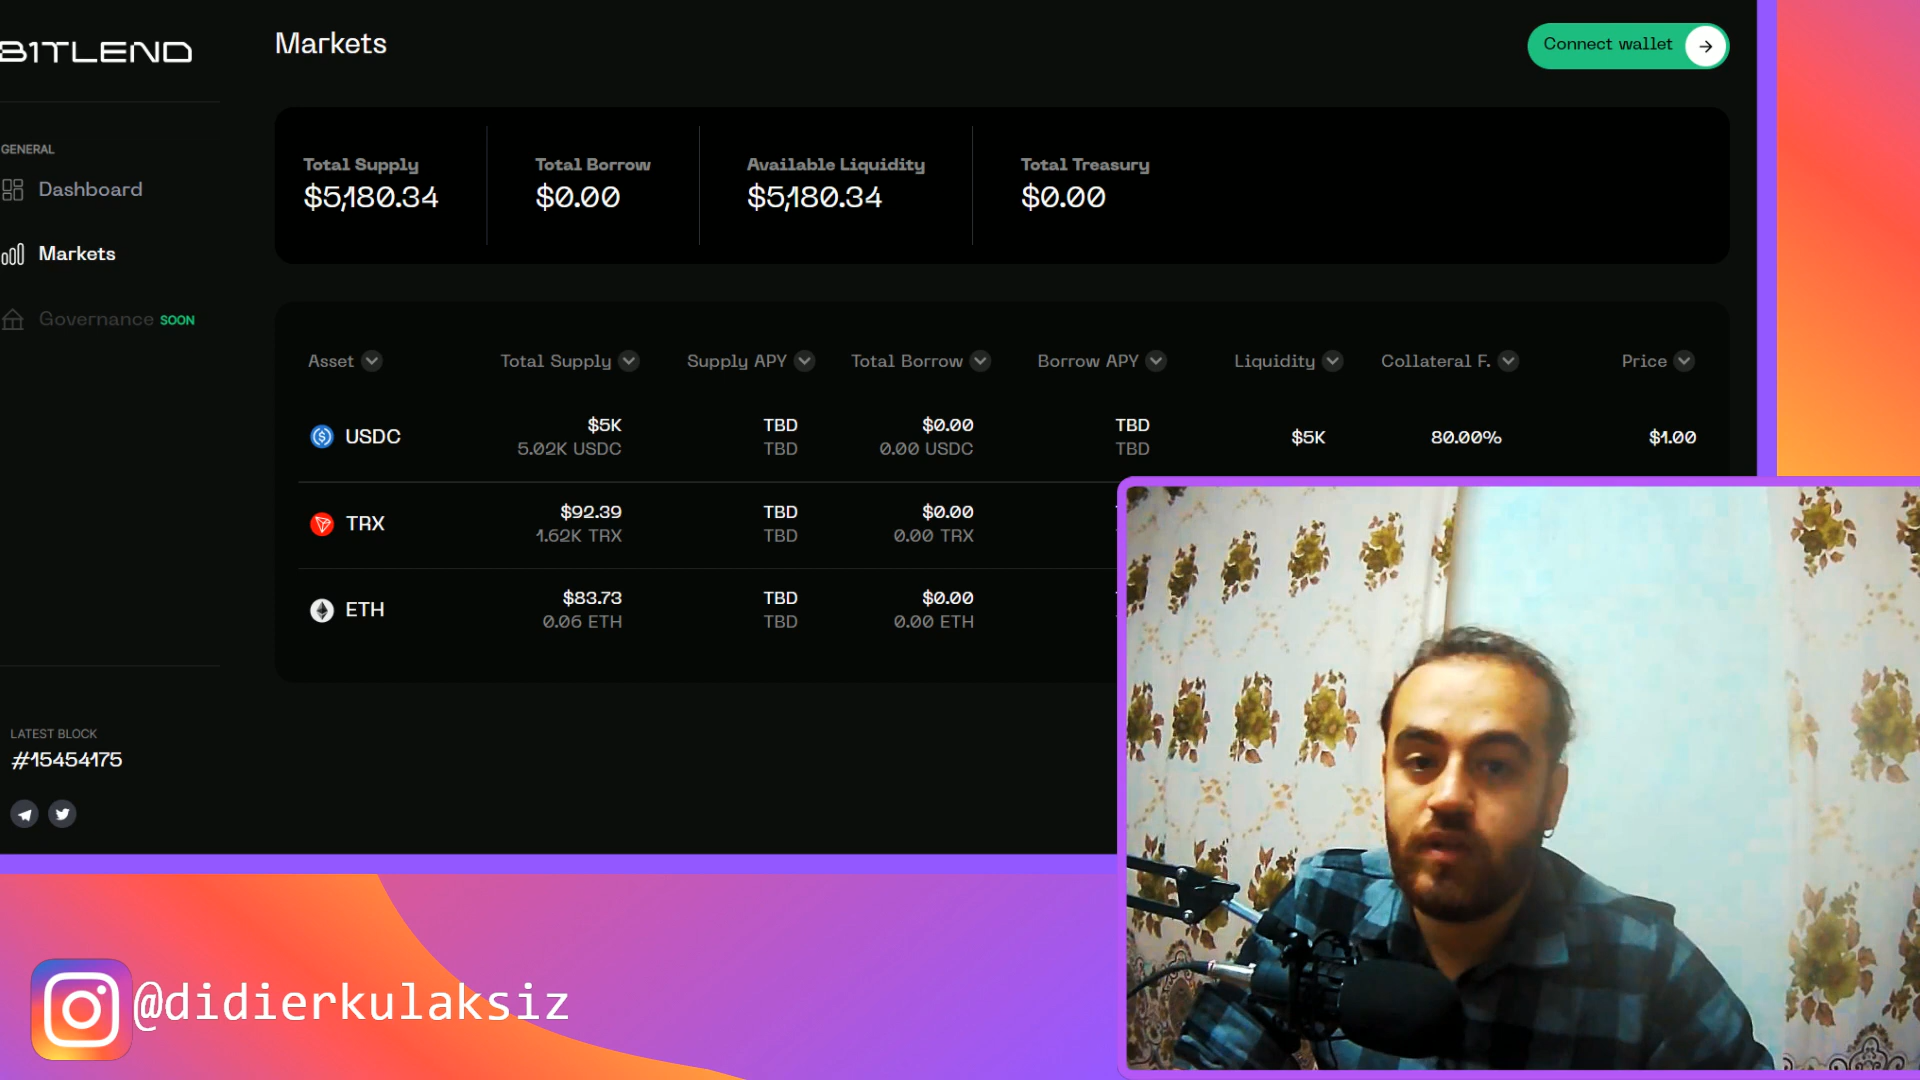 B1TLEND
Markets
Connect wallet
GENERAL
Dashboard
Markets
Governance SOON
Total Supply
$5,180.34
Total Borrow
$0.00
Available Liquidity
$5,180.34
Total Treasury
$0.00
Asset Total Supply Supply APY Total Borrow Borrow APY Liquidity Collateral F. Price
USDC $5K TBD $0.00 TBD $5K 80.00% $1.00
5.02K USDC TBD 0.00 USDC TBD
TRX $92.39 TBD $0.00
1.62K TRX TBD 0.00 TRX
ETH $83.73 TBD $0.00
0.06 ETH TBD 0.00 ETH
LATEST BLOCK
#15454175
@didierkulaksiz